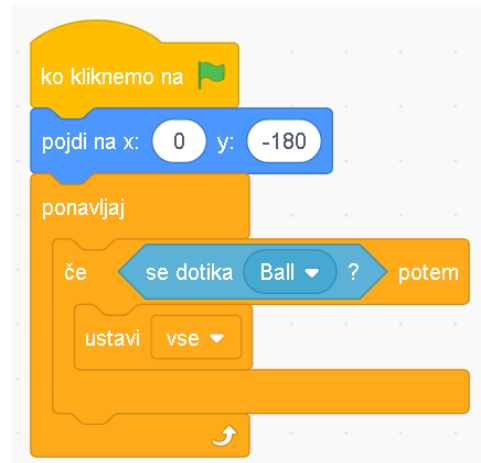 ko kliknemo na
pojdi na x: 0 y: -180
ponavljaj
če se dotika Ball ? potem
ustavi vse